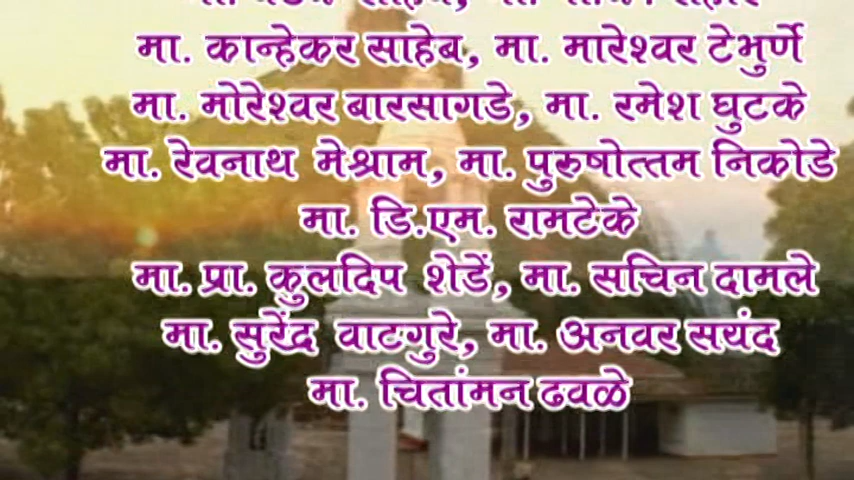 मा. कान्हेकर साहेब, मा. मारेश्वर टेभुर्णे
मा. मोरेश्वर बारसागडे, मा. रमेश घुटके
मा. रेवनाथ मेश्राम, मा. पुरुषोत्तम निकोडे
मा. डि.एम. रामटेके
मा. प्रा. कुलदिप शेडें, मा. सचिन दामले
मा. सुरेंद्र वाटगुरे, मा. अनवर सयंद
मा. चितांमन ढवळे